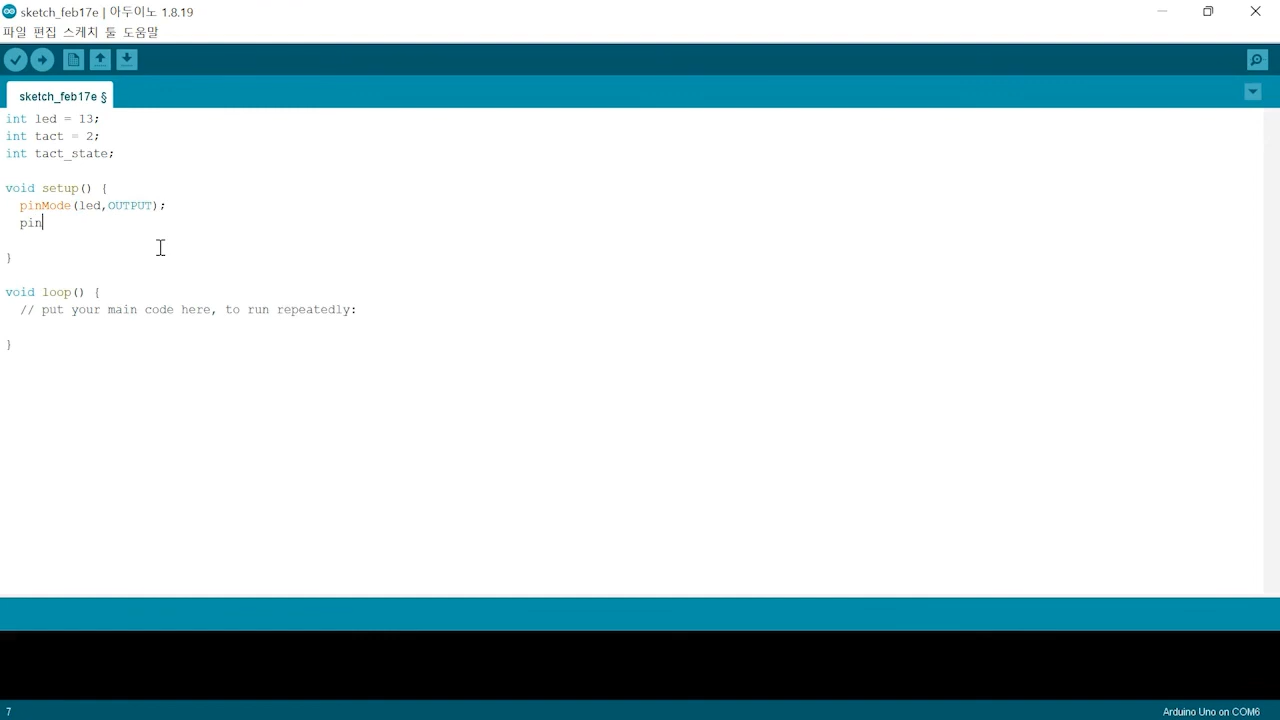 sketch_feb17e | 아두이노 1.8.19
파일 편집 스케치 툴 도움말
sketch_feb17e §
int led = 13;
int tact = 2;
int tact_state;
void setup() {
pinMode(led,OUTPUT);
pin
}
void loop() {
// put your main code here, to run repeatedly:
}
7
Arduino Uno on COM6